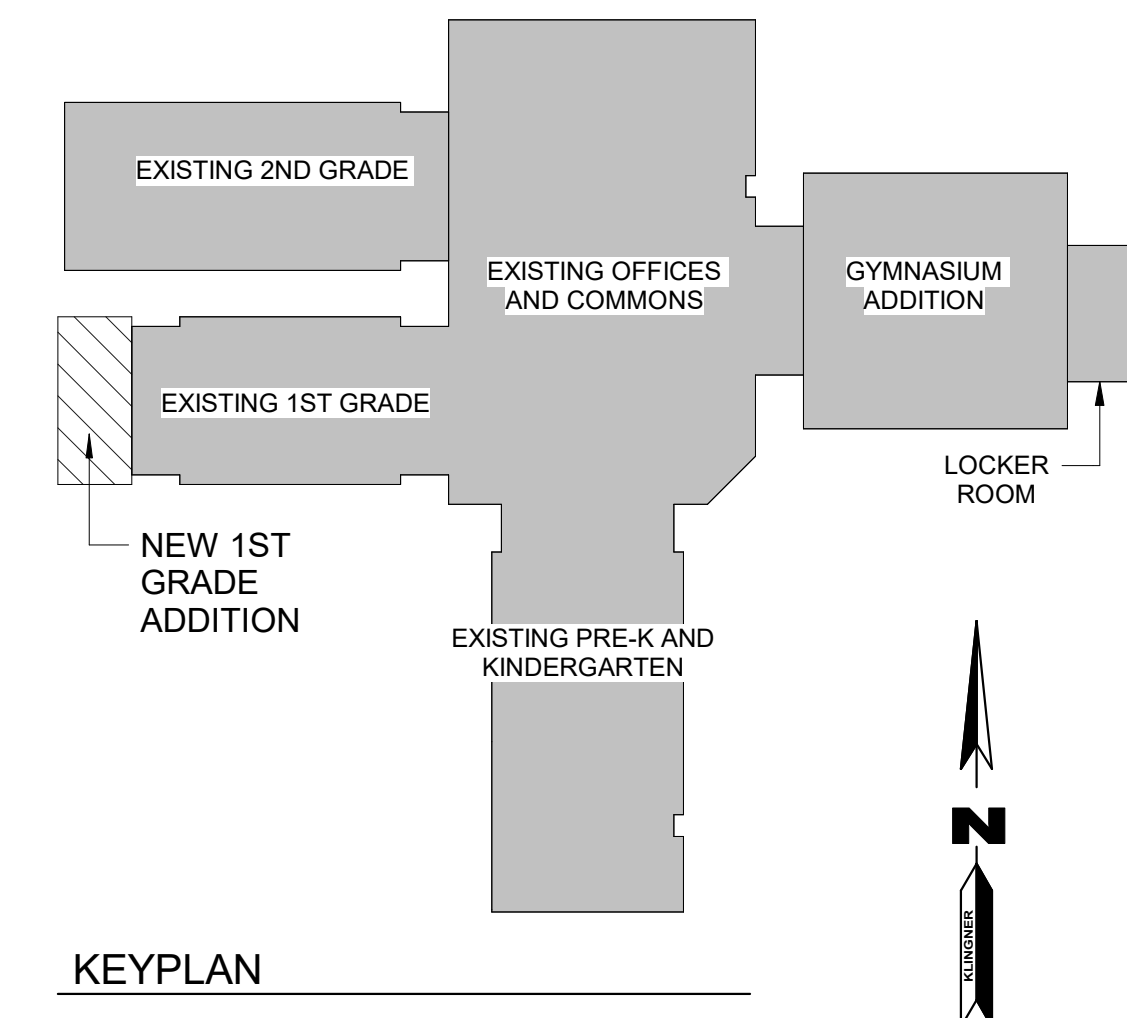 EXISTING 2ND GRADE
EXISTING OFFICES
AND COMMONS
GYMNASIUM
ADDITION
EXISTING 1ST GRADE
LOCKER
ROOM
NEW 1ST
GRADE
ADDITION
EXISTING PRE-K AND
KINDERGARTEN
N
KLINGNER
KEYPLAN